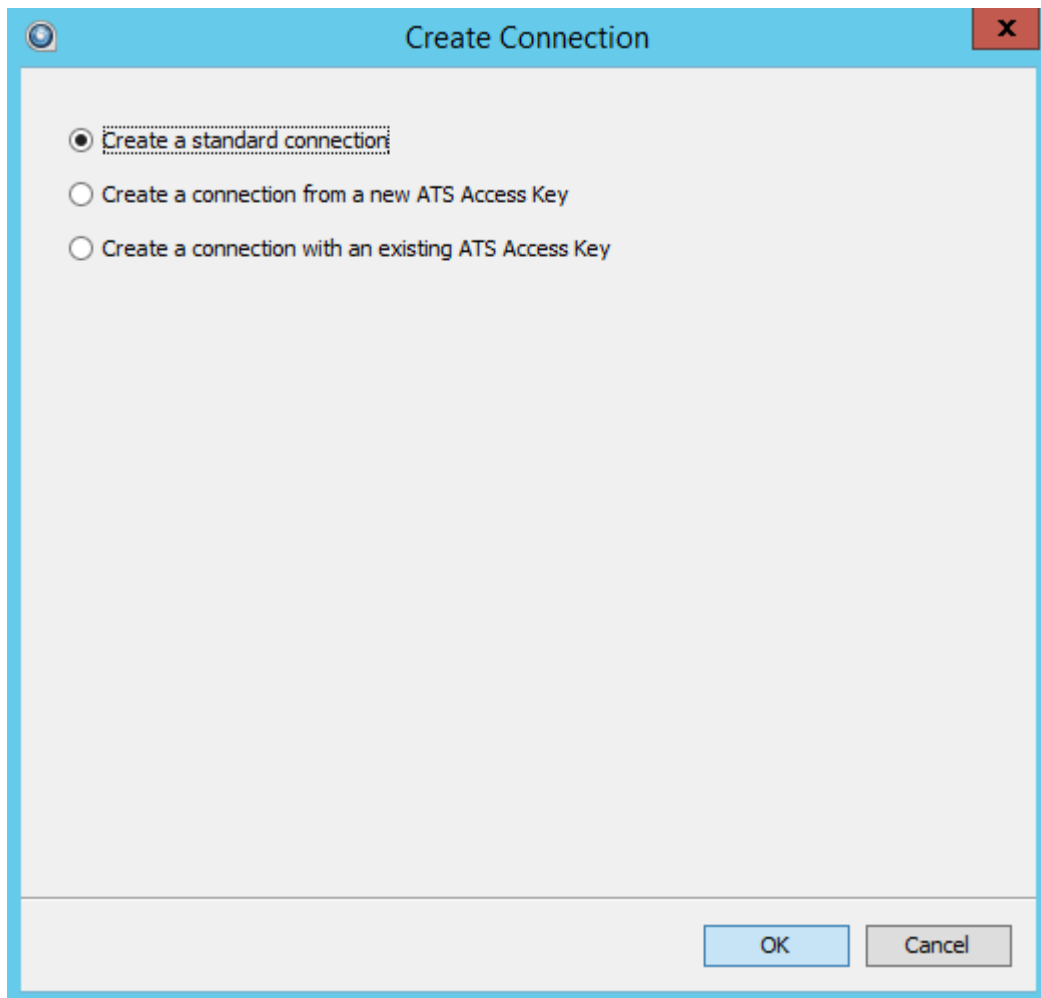 Create Connection
x
Create a standard connection
Create a connection from a new ATS Access Key
Create a connection with an existing ATS Access Key
OK
Cancel